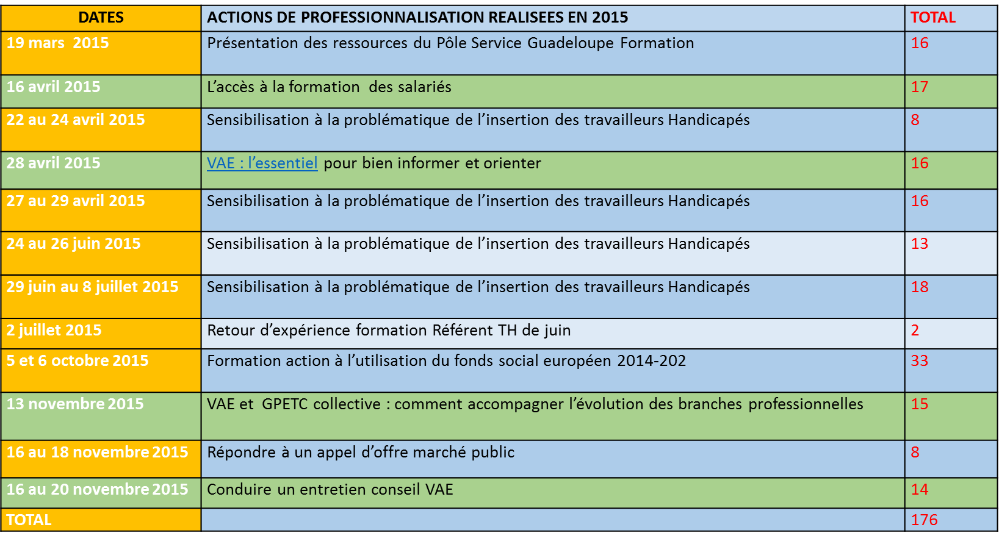 DATES ACTIONS DE PROFESSIONNALISATION REALISEES EN 2015 TOTAL
19 mars 2015 Présentation des ressources du Pôle Service Guadeloupe Formation 16
16 avril 2015 L’accès à la formation des salariés 17
22 au 24 avril 2015 Sensibilisation à la problématique de l’insertion des travailleurs Handicapés 8
28 avril 2015 VAE : l’essentiel pour bien informer et orienter 16
27 au 29 avril 2015 Sensibilisation à la problématique de l’insertion des travailleurs Handicapés 16
24 au 26 juin 2015 Sensibilisation à la problématique de l’insertion des travailleurs Handicapés 13
29 juin au 8 juillet 2015 Sensibilisation à la problématique de l’insertion des travailleurs Handicapés 18
2 juillet 2015 Retour d’expérience formation Référent TH de juin 2
5 et 6 octobre 2015 Formation action à l’utilisation du fonds social européen 2014-202 33
13 novembre 2015 VAE et GPETC collective : comment accompagner l’évolution des branches professionnelles 15
16 au 18 novembre 2015 Répondre à un appel d’offre marché public 8
16 au 20 novembre 2015 Conduire un entretien conseil VAE 14
TOTAL 176